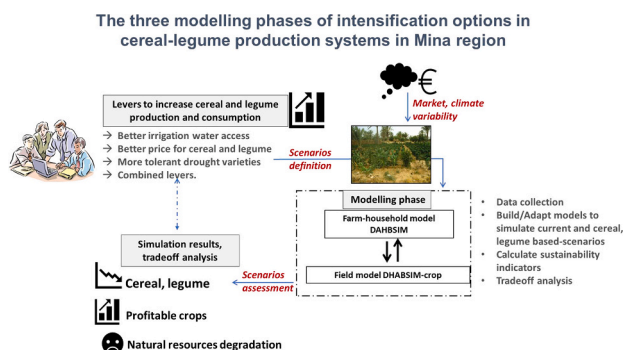 The three modelling phases of intensification options in
cereal-legume production systems in Mina region
Levers to increase cereal and legume
production and consumption
→ Better irrigation water access
→ Better price for cereal and legume
→ More tolerant drought varieties
→ Combined levers.
Scenarios
definition
€
Market, climate
variability
Modelling phase
Farm-household model
DAHBSIM
Field model DHABSIM-crop
• Data collection
• Build/Adapt models to
simulate current and cereal,
legume based-scenarios
• Calculate sustainability
indicators
• Tradeoff analysis
Scenarios
assessment
Simulation results,
tradeoff analysis
Cereal, legume
Profitable crops
Natural resources degradation